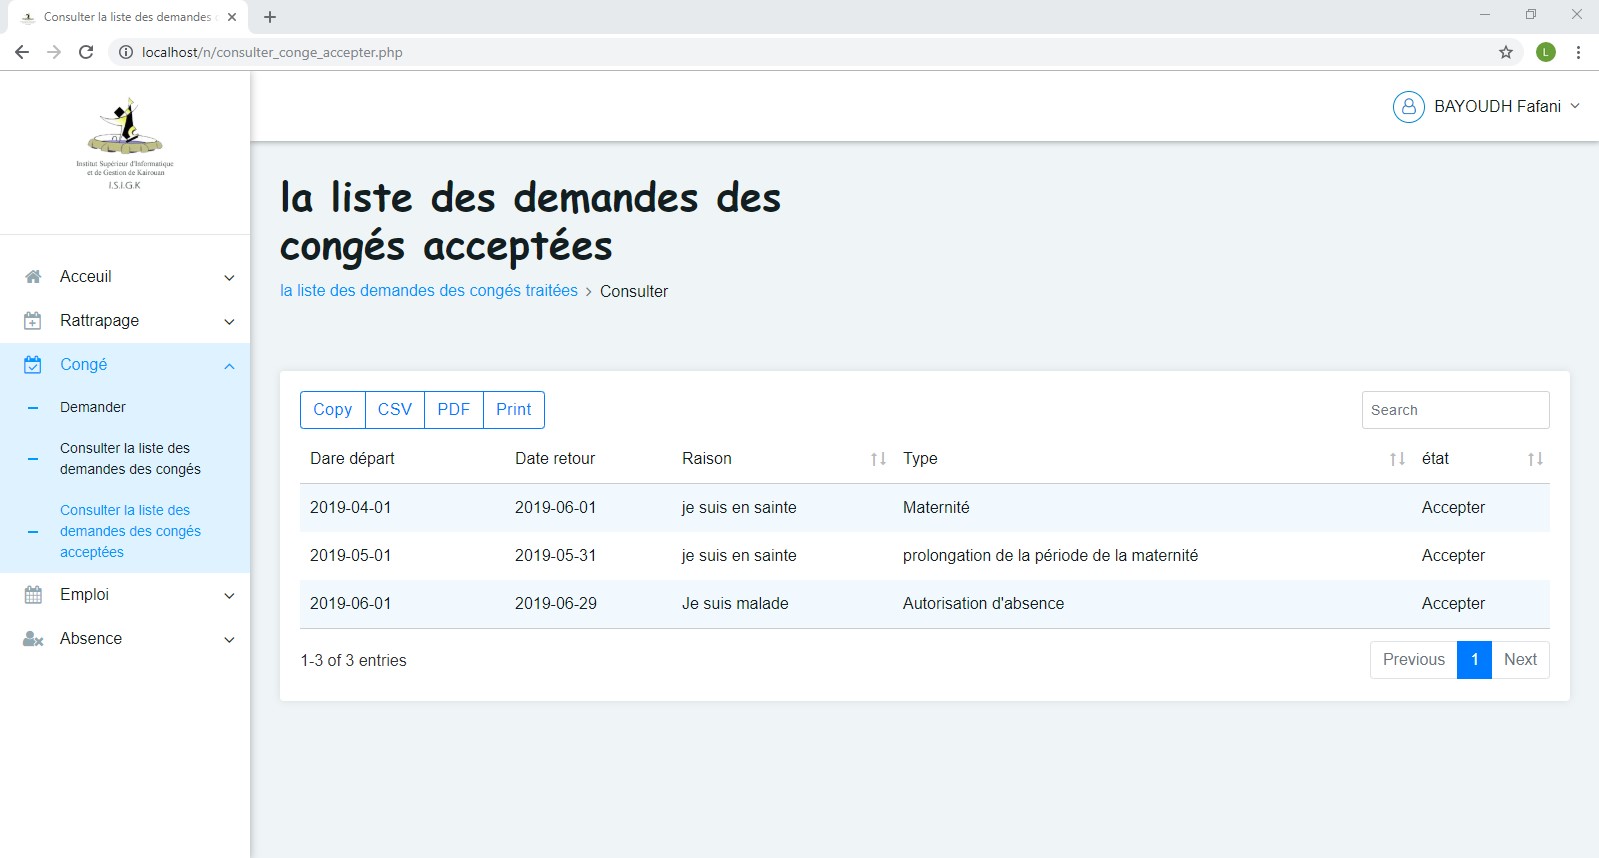 Consulter la liste des demandes
localhost/n/consulter_conge_accepter.php
L
Institut Supérieur d'Informatique
et de Gestion de Kairouan
I.S.I.G.K
BAYOUDH Fafani
la liste des demandes des
congés acceptées
la liste des demandes des congés traitées > Consulter
Acceuil
Rattrapage
Congé
Demander
Consulter la liste des
demandes des congés
Consulter la liste des
demandes des congés
acceptées
Emploi
Absence
Copy CSV PDF Print Search
Dare départ Date retour Raison Type état
2019-04-01 2019-06-01 je suis en sainte Maternité Accepter
2019-05-01 2019-05-31 je suis en sainte prolongation de la période de la maternité Accepter
2019-06-01 2019-06-29 Je suis malade Autorisation d'absence Accepter
1-3 of 3 entries Previous 1 Next